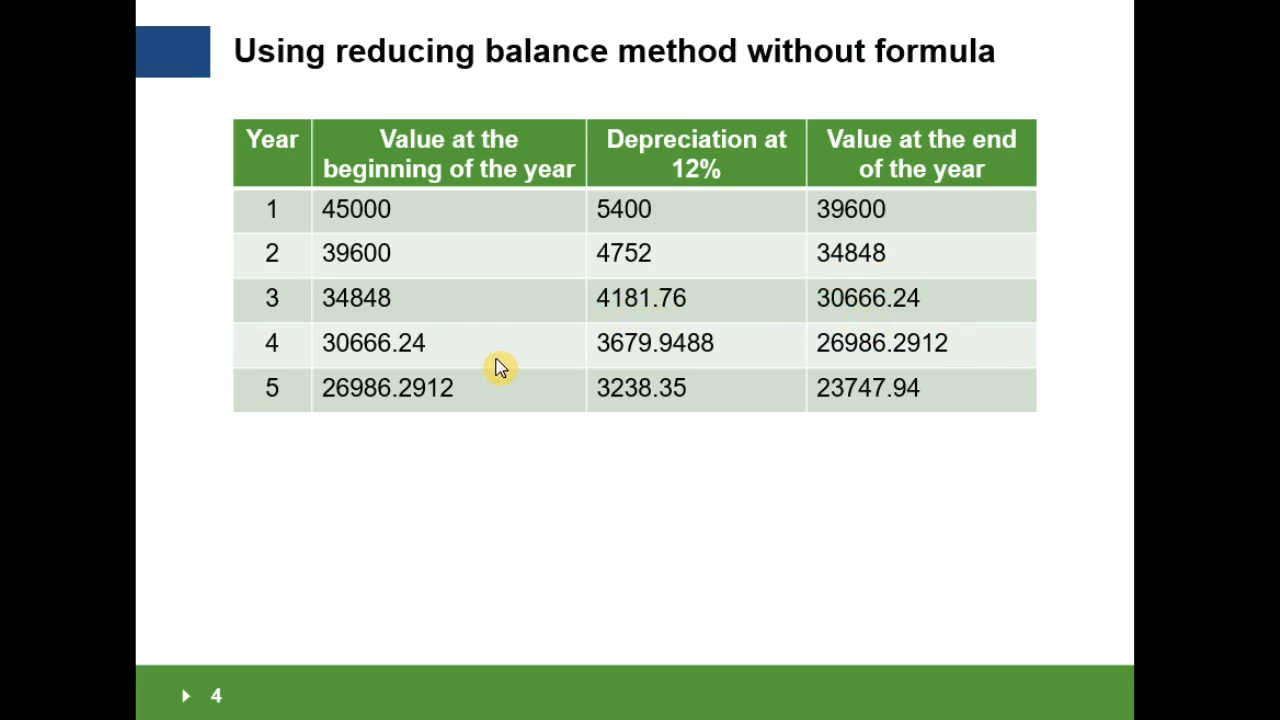 Using reducing balance method without formula
Year Value at the beginning of the year Depreciation at 12% Value at the end of the year
1 45000 5400 39600
2 39600 4752 34848
3 34848 4181.76 30666.24
4 30666.24 3679.9488 26986.2912
5 26986.2912 3238.35 23747.94
4